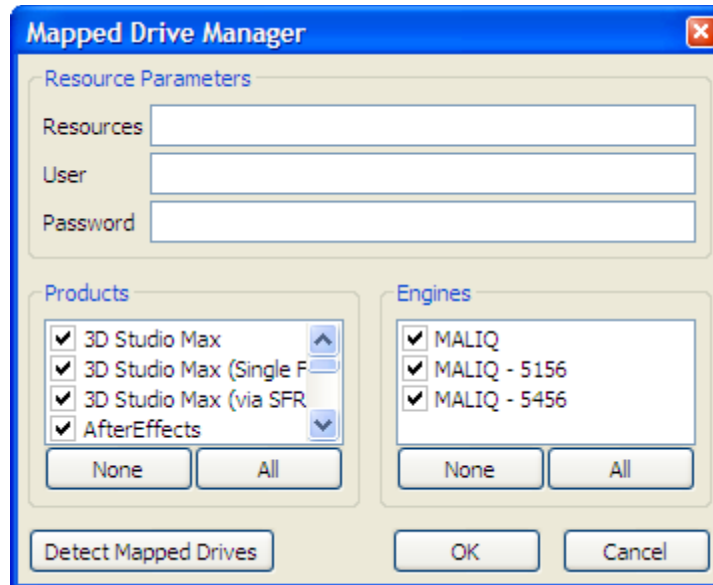 Mapped Drive Manager
Resource Parameters
Resources
User
Password
Products
3D Studio Max
3D Studio Max (Single F
3D Studio Max (via SFR
AfterEffects
None All
Engines
MALIQ
MALIQ - 5156
MALIQ - 5456
None All
Detect Mapped Drives OK Cancel